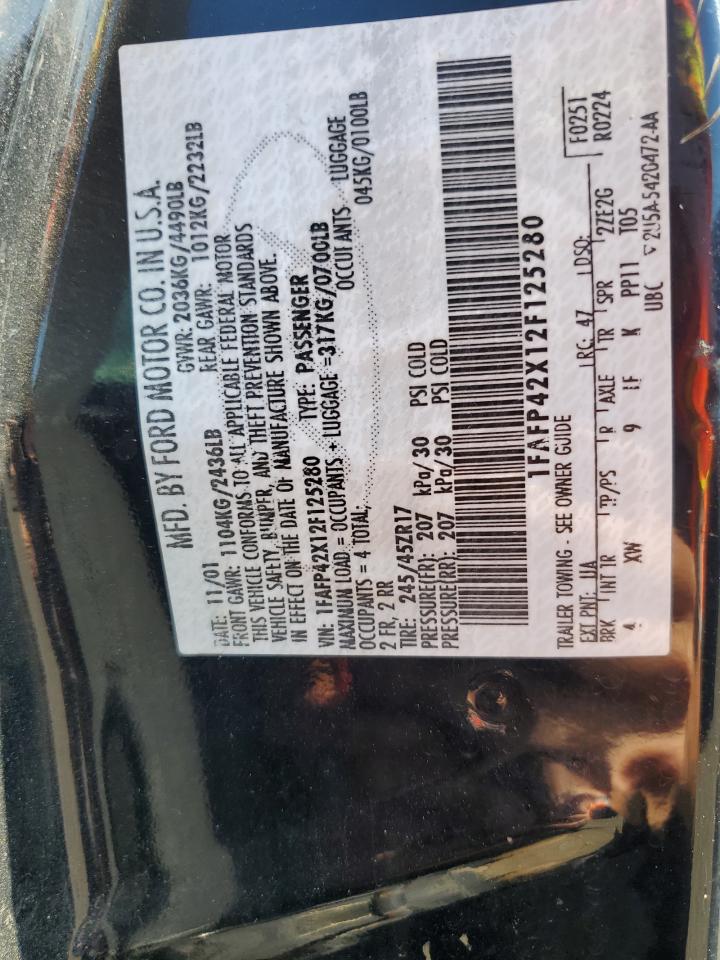 MFD. BY FORD MOTOR CO. IN U.S.A.
DATE: 11/01 GVWR: 2036KG/4490LB
FRONT GAWR: 1104KG/2436LB REAR GAWR: 1012KG/2232LB
THIS VEHICLE CONFORMS TO ALL APPLICABLE FEDERAL MOTOR
VEHICLE SAFETY, BUMPER, AND THEFT PREVENTION STANDARDS
IN EFFECT ON THE DATE OF MANUFACTURE SHOWN ABOVE.
VIN: 1FAFP42X12F125280 TYPE: PASSENGER
MAXIMUM LOAD = OCCUPANTS + LUGGAGE =317KG/0700LB
OCCUPANTS = 4 TOTAL: OCCUPANTS LUGGAGE
2 FR, 2 RR 045KG/0100LB
TIRE: 245/45ZR17
PRESSURE(FR): 207 kPa/30 PSI COLD
PRESSURE(RR): 207 kPa/30 PSI COLD
1FAFP42X12F125280
TRAILER TOWING - SEE OWNER GUIDE
EXT PNT: UA RC: 47 DSO: F0251
BRK INT TR TP/PS R AXLE TR SPR 2ZE2G R0224
4 XW 9 LF K PP11 T05
UBC 2U5A-5420472-AA